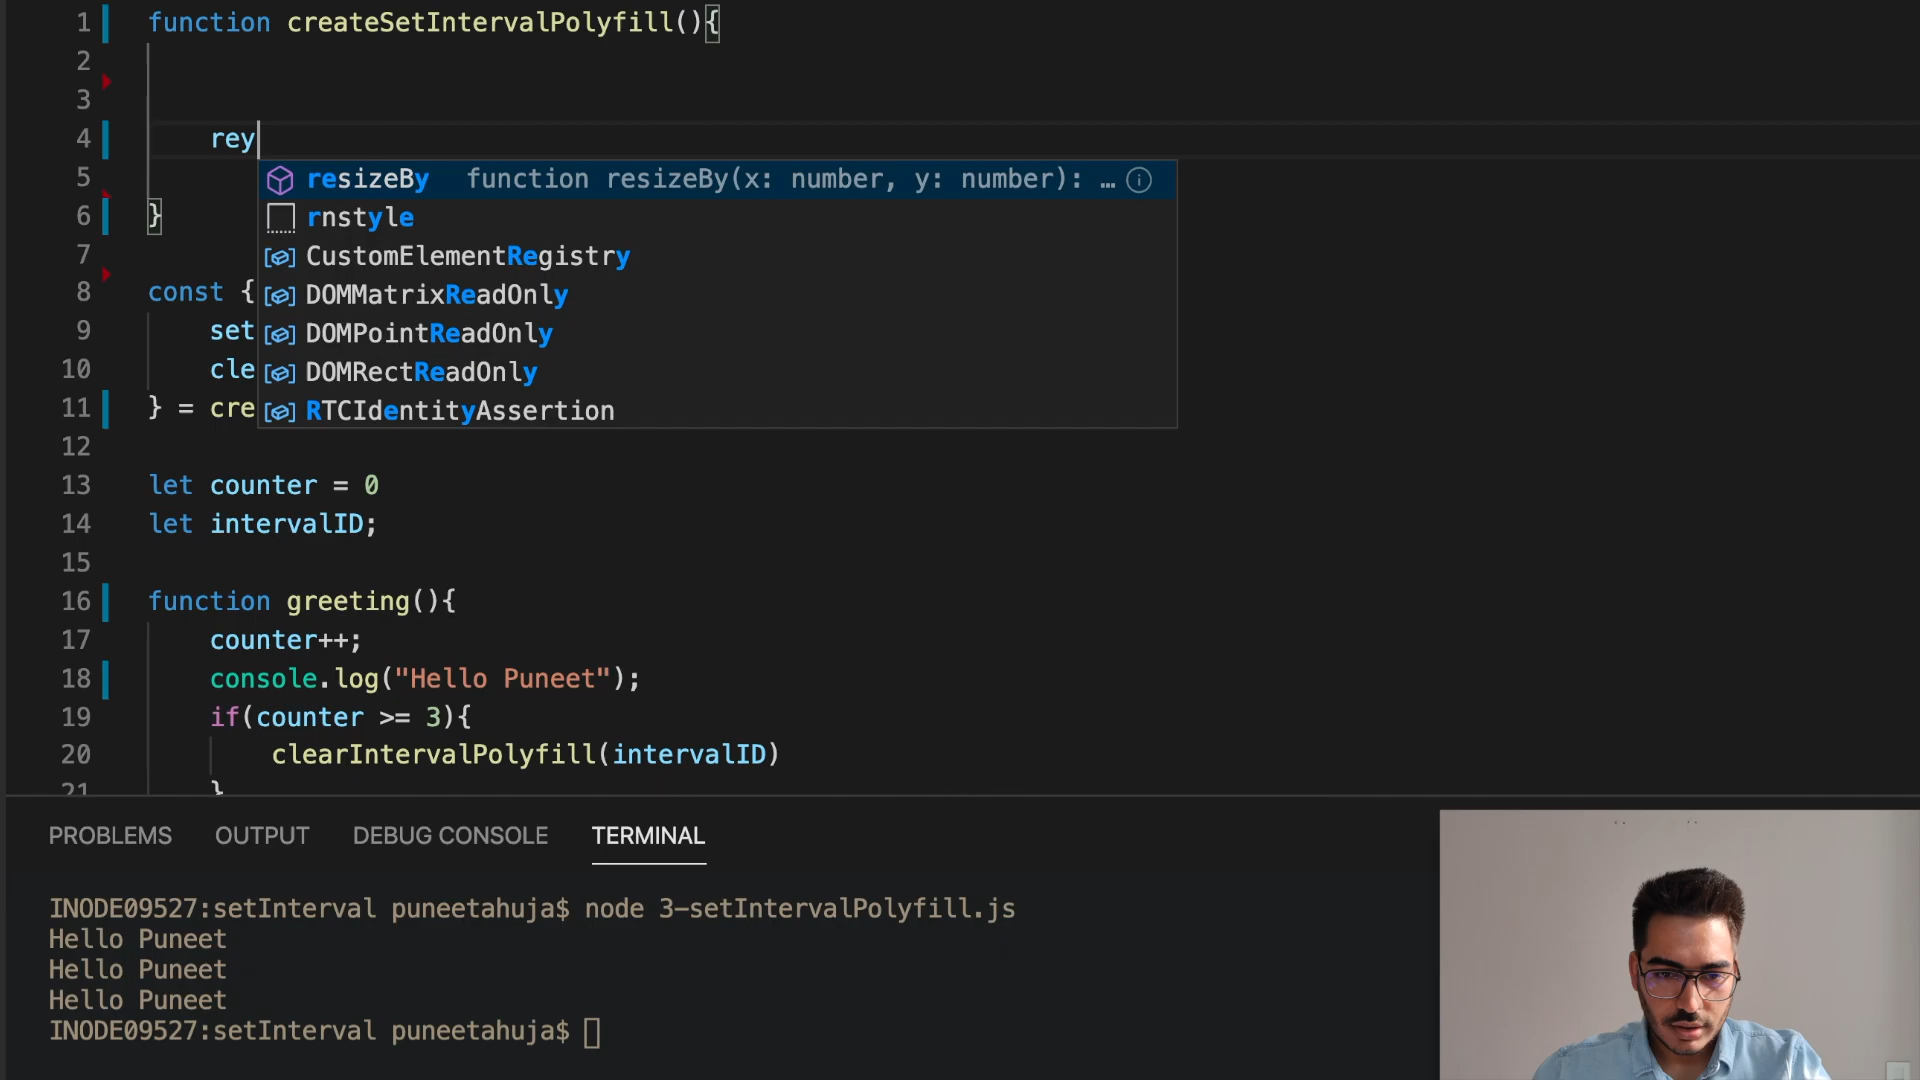 1 function createSetIntervalPolyfill(){
2
3
4 rey
5 resizeBy function resizeBy(x: number, y: number): …
6 } rnstyle
7 CustomElementRegistry
8 const { DOMMatrixReadOnly
9 set DOMPointReadOnly
10 cle DOMRectReadOnly
11 } = cre RTCIdentityAssertion
12
13 let counter = 0
14 let intervalID;
15
16 function greeting(){
17 counter++;
18 console.log("Hello Puneet");
19 if(counter >= 3){
20 clearIntervalPolyfill(intervalID)
21 }
PROBLEMS OUTPUT DEBUG CONSOLE TERMINAL
INODE09527:setInterval puneetahuja$ node 3-setIntervalPolyfill.js
Hello Puneet
Hello Puneet
Hello Puneet
INODE09527:setInterval puneetahuja$